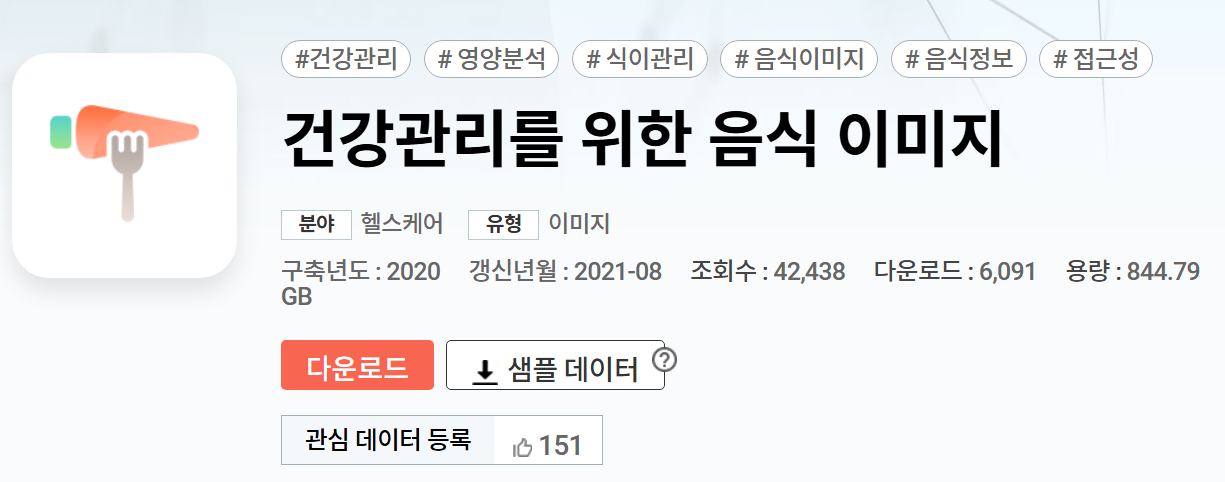 #건강관리 # 영양분석 # 식이관리 # 음식이미지 # 음식정보 # 접근성
건강관리를 위한 음식 이미지
분야 헬스케어 유형 이미지
구축년도 : 2020 갱신년월 : 2021-08 조회수 : 42,438 다운로드 : 6,091 용량 : 844.79
GB
다운로드 샘플 데이터 ?
관심 데이터 등록 151